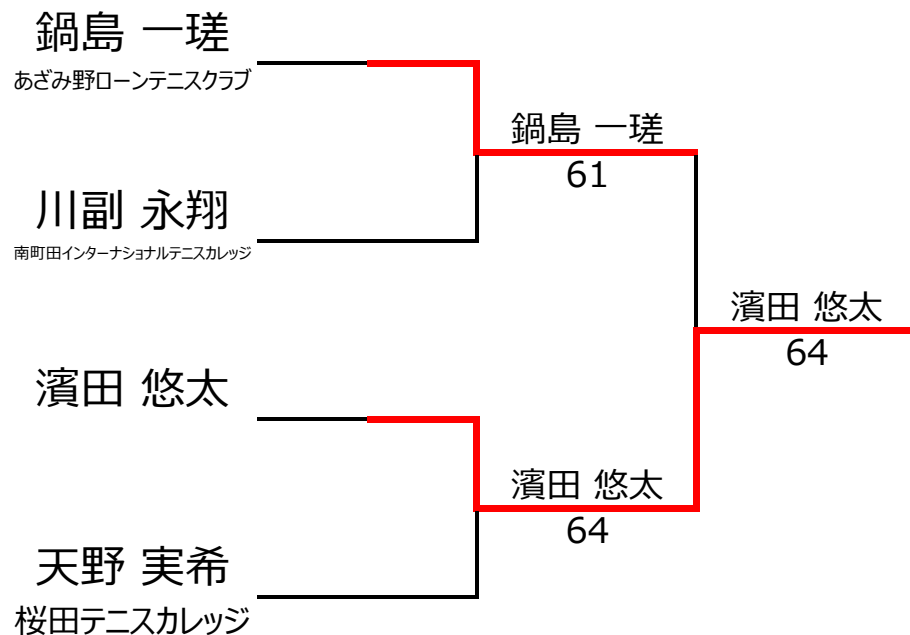 鍋島 一瑳
あざみ野ローンテニスクラブ
鍋島 一瑳
61
川副 永翔
南町田インターナショナルテニスカレッジ
濱田 悠太
64
濱田 悠太
濱田 悠太
64
天野 実希
桜田テニスカレッジ